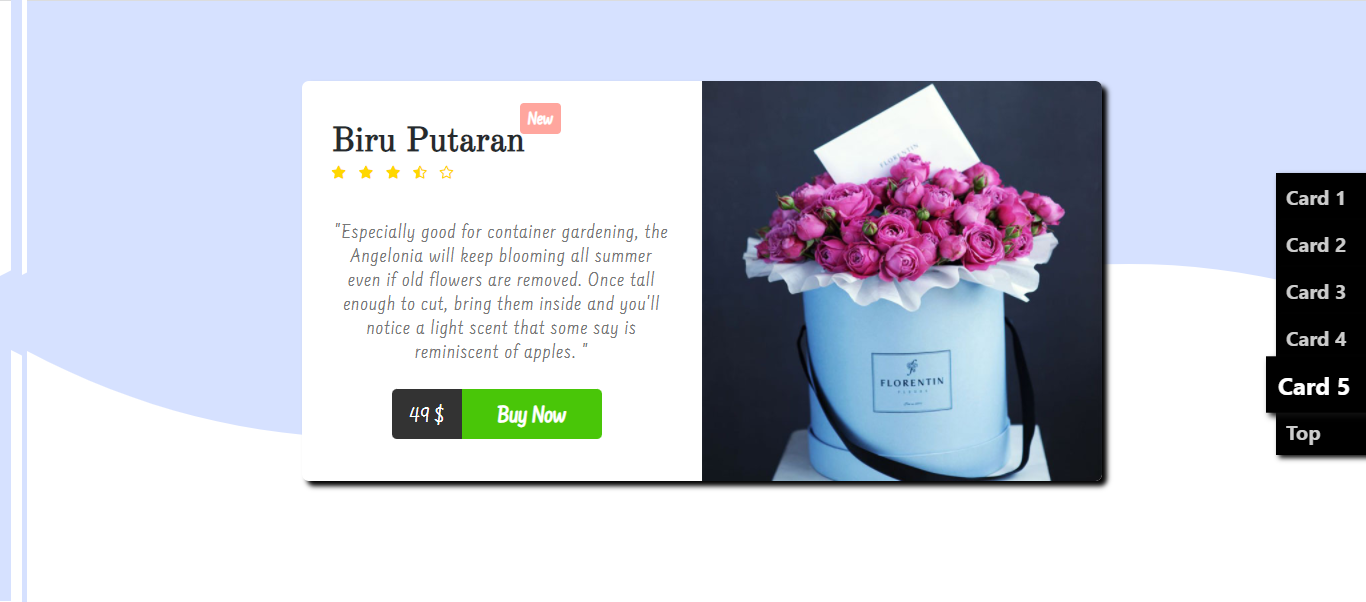 New
Biru Putaran
"Especially good for container gardening, the
Angelonia will keep blooming all summer
even if old flowers are removed. Once tall
enough to cut, bring them inside and you'll
notice a light scent that some say is
reminiscent of apples. "
49 $ Buy Now
FLORENTIN
FLORENTIN
Card 1
Card 2
Card 3
Card 4
Card 5
Top